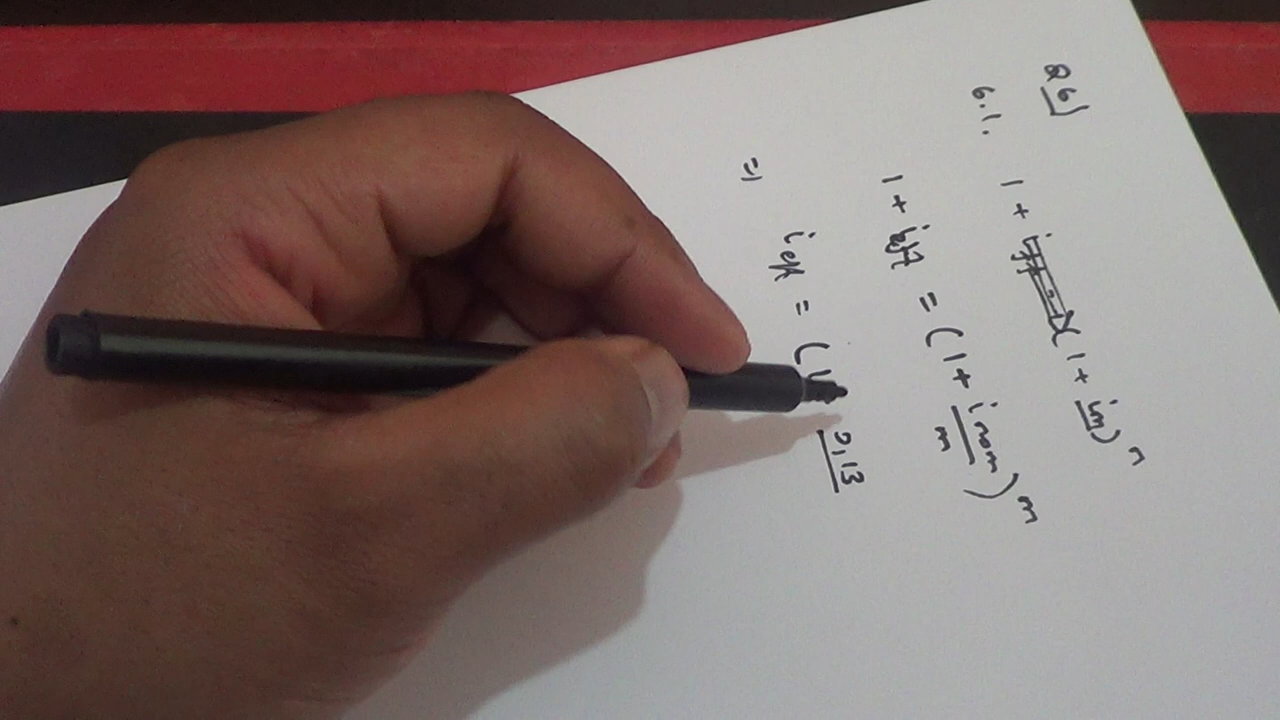 Q6)
6.1. 1 + i (1 + im)ⁿ
1 + ieff = (1 + inom/m)ᵐ
=) ieff = (1 0,13